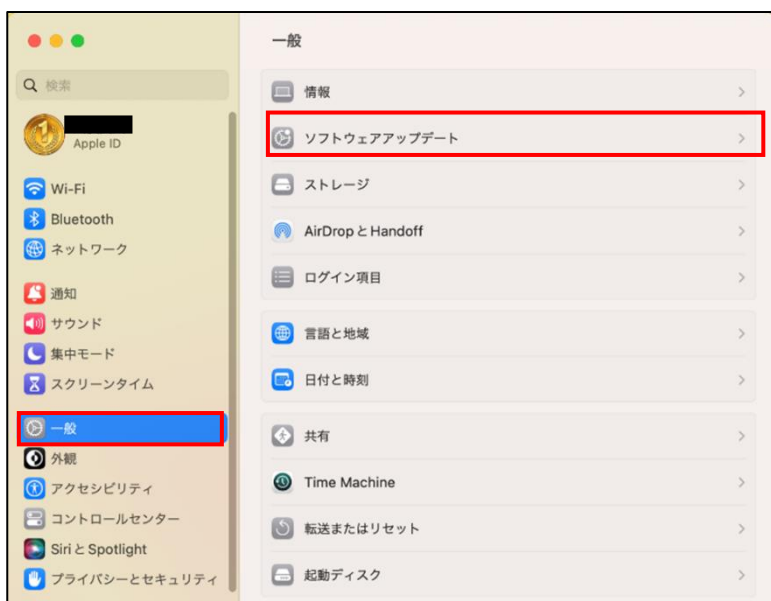 検索
Apple ID
Wi-Fi
Bluetooth
ネットワーク
通知
サウンド
集中モード
スクリーンタイム
一般
外観
アクセシビリティ
コントロールセンター
Siri と Spotlight
プライバシーとセキュリティ
一般
情報
ソフトウェアアップデート
ストレージ
AirDrop と Handoff
ログイン項目
言語と地域
日付と時刻
共有
Time Machine
転送またはリセット
起動ディスク